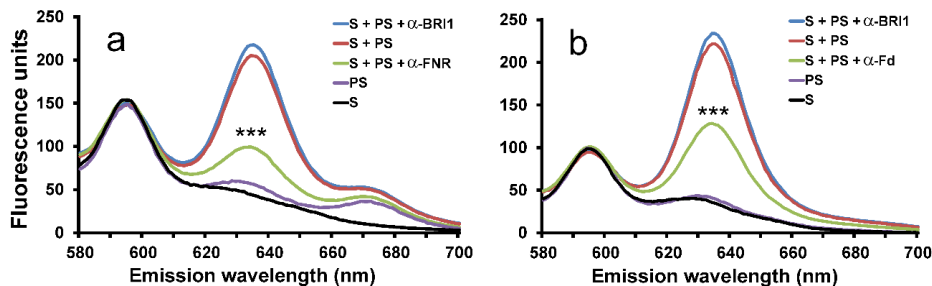 a
Fluorescence units
250
200
150
100
50
0
580 600 620 640 660 680 700
Emission wavelength (nm)
S + PS + α-BRI1
S + PS
S + PS + α-FNR
PS
S
***
b
250
200
150
100
50
0
580 600 620 640 660 680 700
Emission wavelength (nm)
S + PS + α-BRI1
S + PS
S + PS + α-Fd
PS
S
***